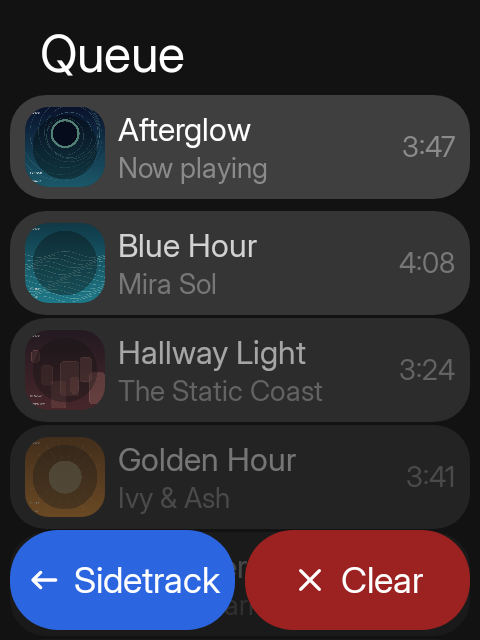 Queue
Afterglow
Now playing
3:47
Blue Hour
Mira Sol
4:08
Hallway Light
The Static Coast
3:24
Golden Hour
Ivy & Ash
3:41
Sidetrack
Clear